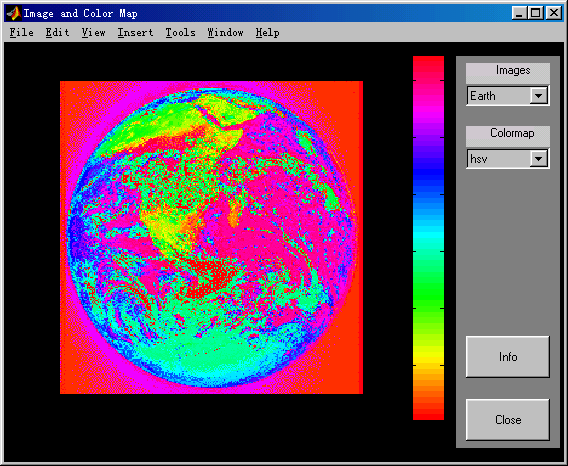 Image and Color Map
File Edit View Insert Tools Window Help
Images
Earth
Colormap
hsv
Info
Close